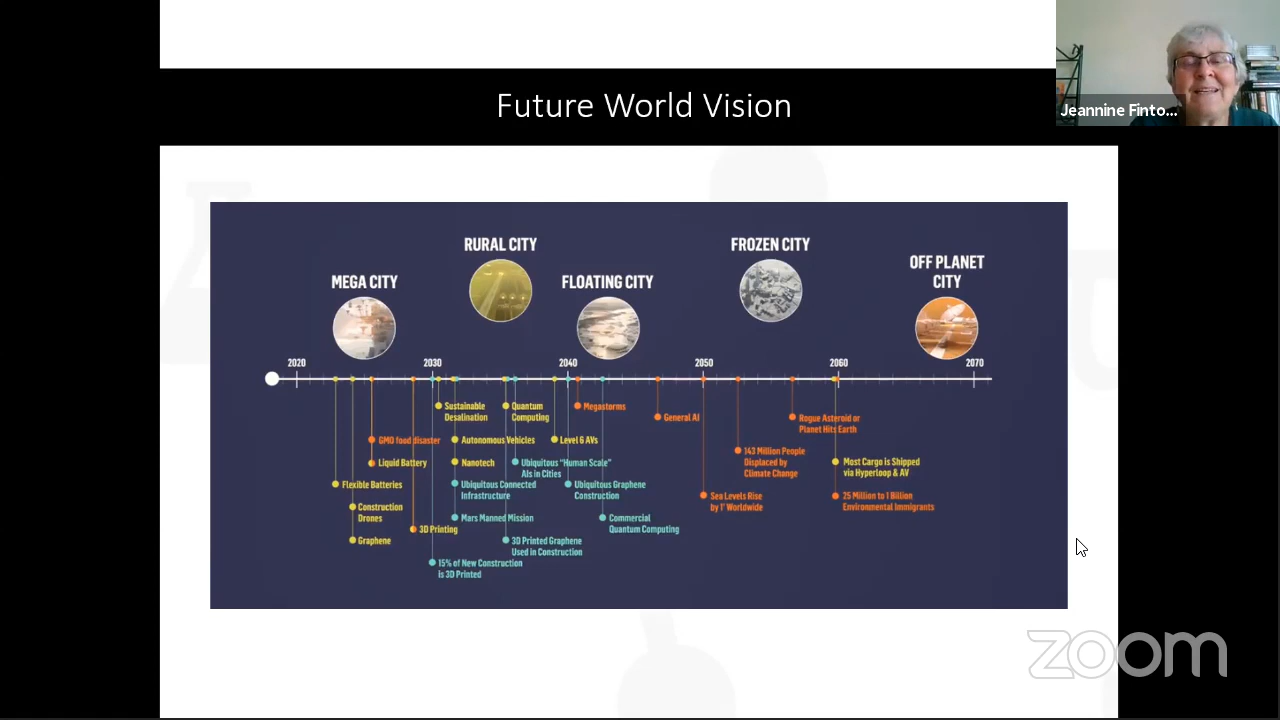 Future World Vision
Jeannine Finto...
RURAL CITY
FROZEN CITY
OFF PLANET
CITY
MEGA CITY
FLOATING CITY
2020
2030
2040
2050
2060
2070
Sustainable
Desalination
Quantum
Computing
Megastorms
General AI
Rogue Asteroid or
Planet Hits Earth
GMO food disaster
Autonomous Vehicles
Level 6 AVs
143 Million People
Displaced by
Climate Change
Liquid Battery
Nanotech
Ubiquitous "Human Scale"
AIs in Cities
Most Cargo is Shipped
via Hyperloop & AV
Flexible Batteries
Ubiquitous Connected
Infrastructure
Ubiquitous Graphene
Construction
Sea Levels Rise
by 1' Worldwide
25 Million to 1 Billion
Environmental Immigrants
Construction
Drones
3D Printing
Mars Manned Mission
Commercial
Quantum Computing
Graphene
3D Printed Graphene
Used in Construction
15% of New Construction
is 3D Printed
zoom